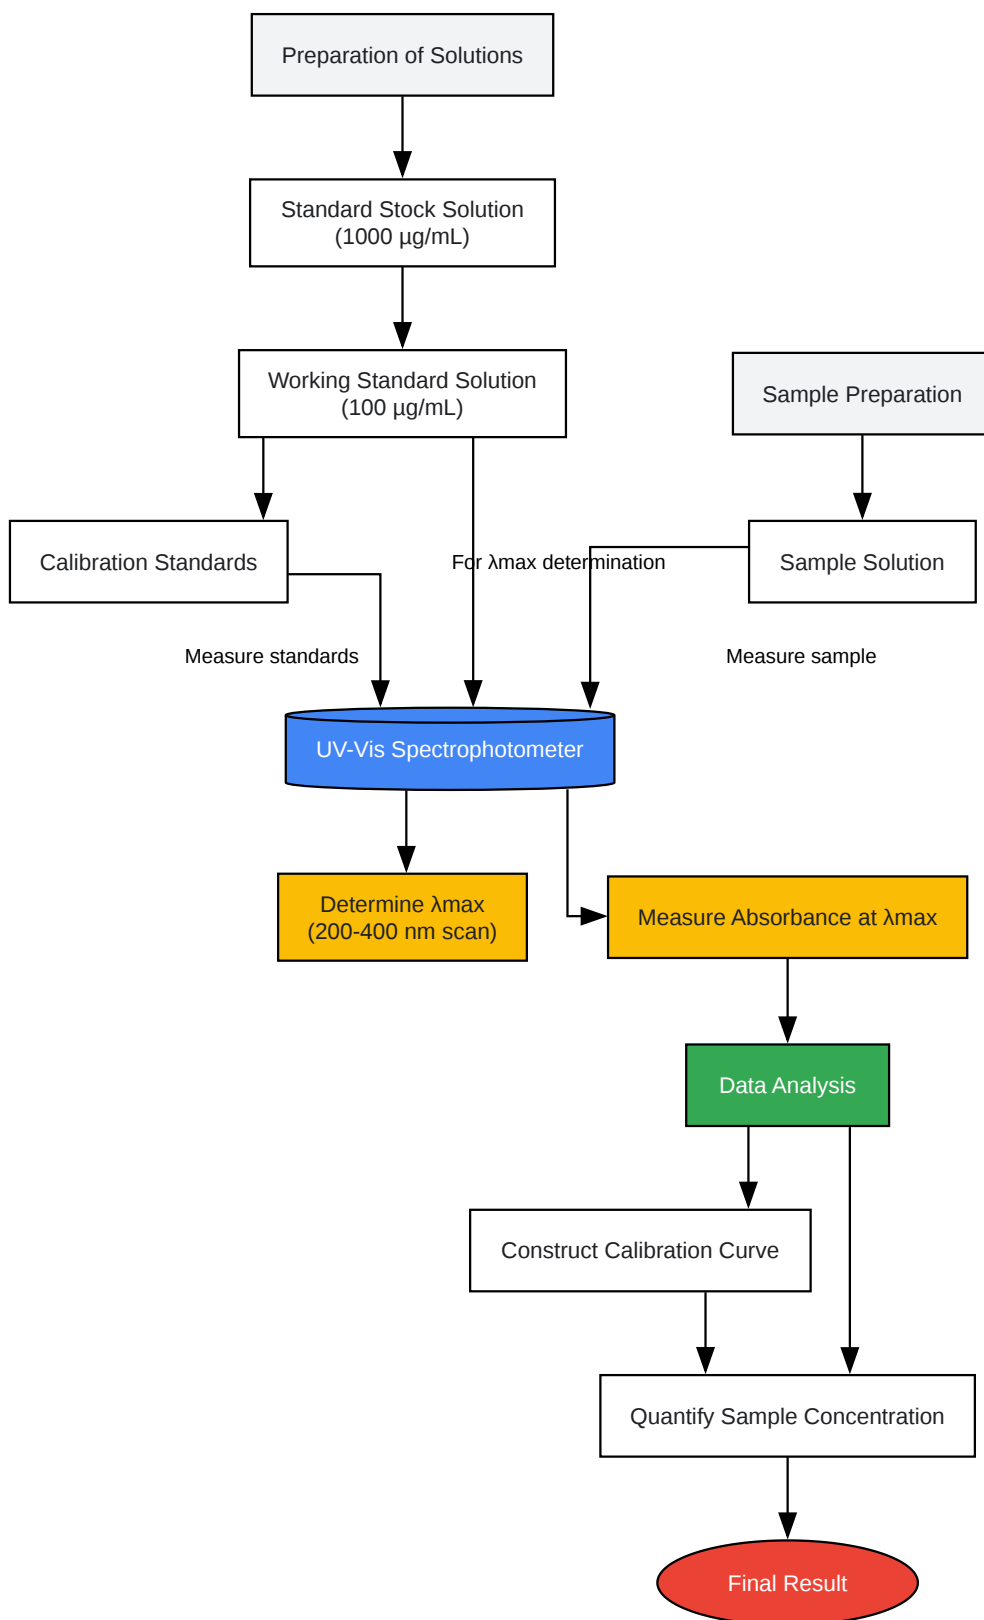 Preparation of Solutions
Standard Stock Solution
(1000 µg/mL)
Working Standard Solution
(100 µg/mL)
Sample Preparation
Calibration Standards
For λmax determination
Sample Solution
Measure standards
Measure sample
UV-Vis Spectrophotometer
Determine λmax
(200-400 nm scan)
Measure Absorbance at λmax
Data Analysis
Construct Calibration Curve
Quantify Sample Concentration
Final Result